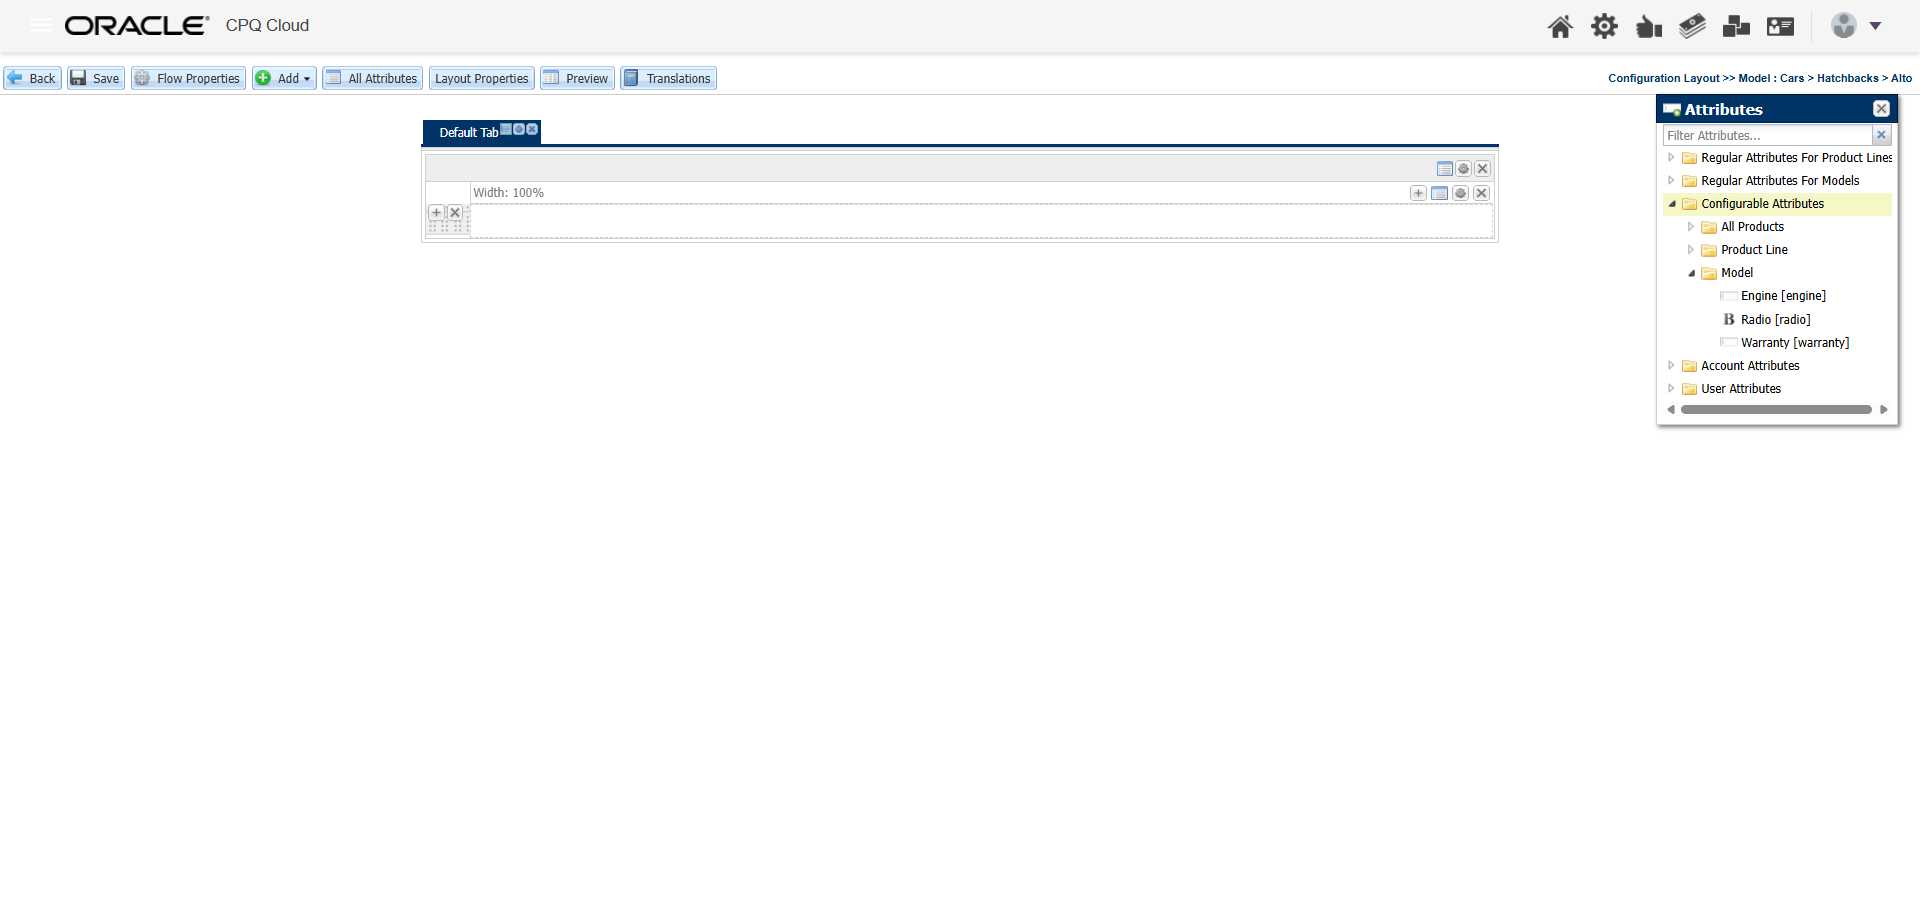 ORACLE® CPQ Cloud
Back Save Flow Properties Add All Attributes Layout Properties Preview Translations
Configuration Layout >> Model : Cars > Hatchbacks > Alto
Default Tab
Width: 100%
Attributes
Filter Attributes...
Regular Attributes For Product Lines
Regular Attributes For Models
Configurable Attributes
All Products
Product Line
Model
Engine [engine]
B Radio [radio]
Warranty [warranty]
Account Attributes
User Attributes